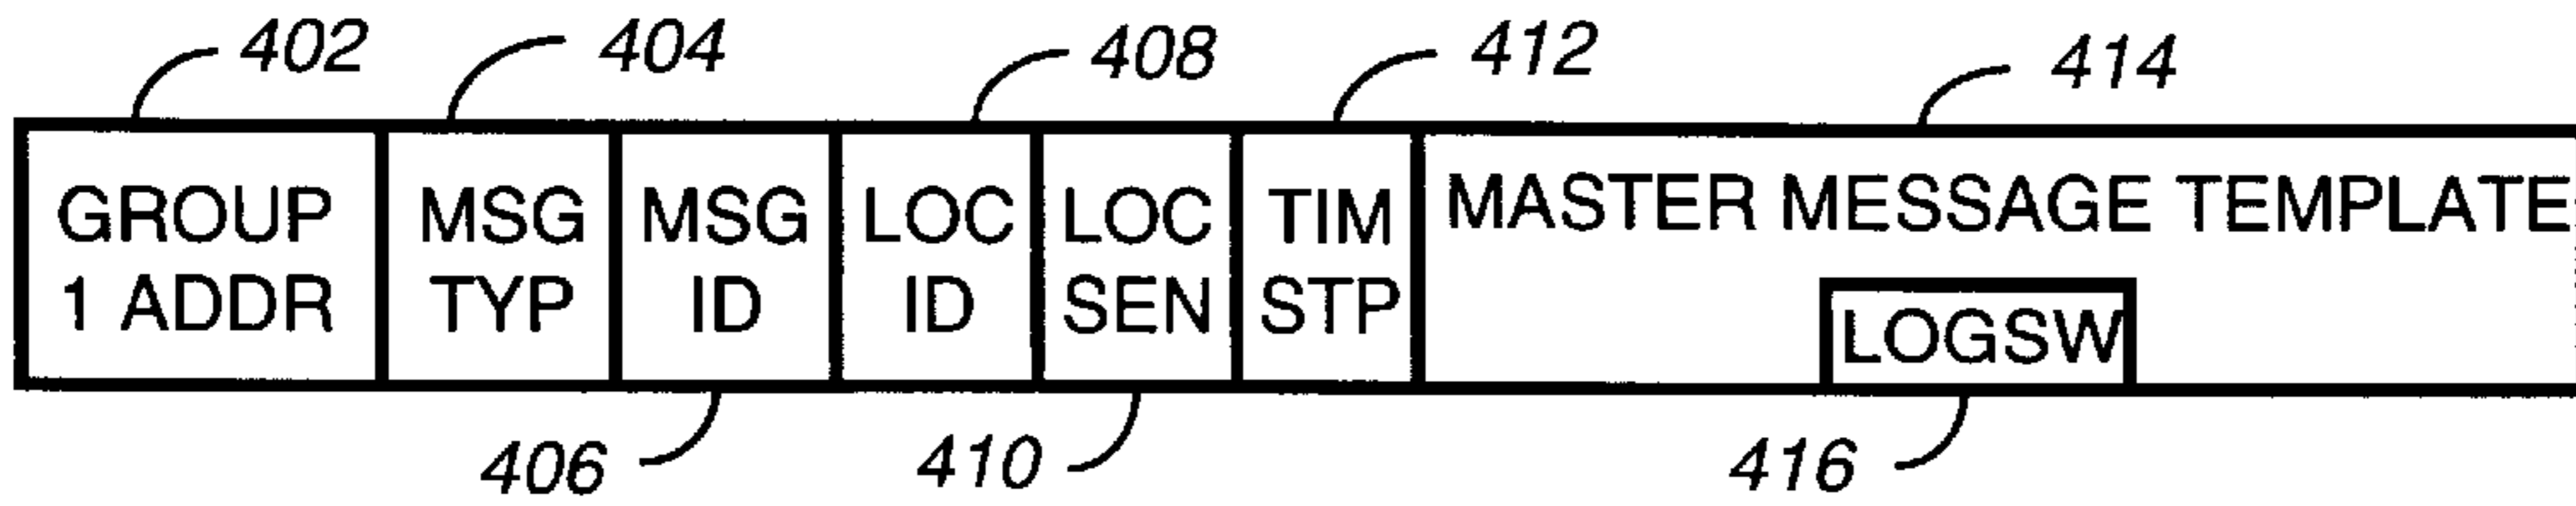 402 404 408 412 414
GROUP 1 ADDR
MSG TYP
MSG ID
LOC ID
LOC SEN
TIM STP
MASTER MESSAGE TEMPLATE
LOGSW
406 410 416